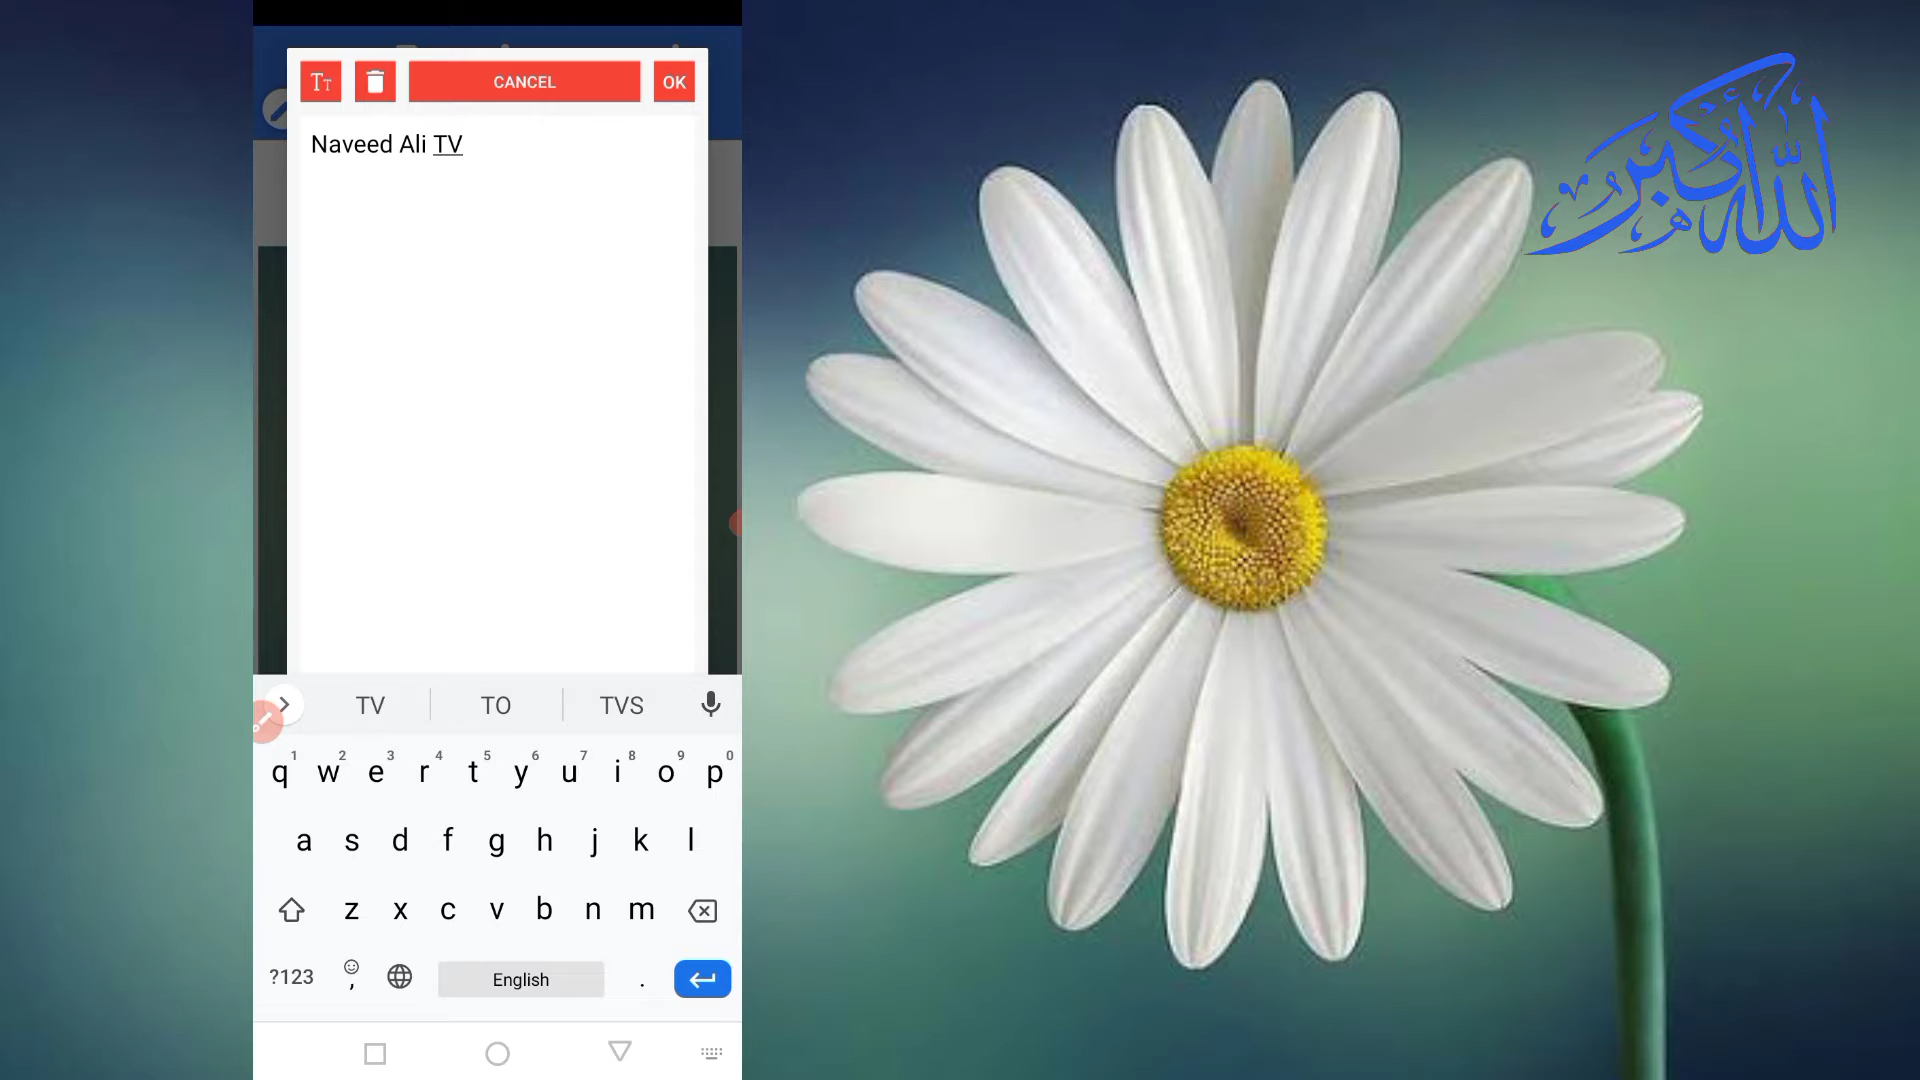 CANCEL
OK
Naveed Ali TV
TV TO TVS
1 2 3 4 5 6 7 8 9 0
q w e r t y u i o p
a s d f g h j k l
z x c v b n m
?123 , English .
الله أكبر